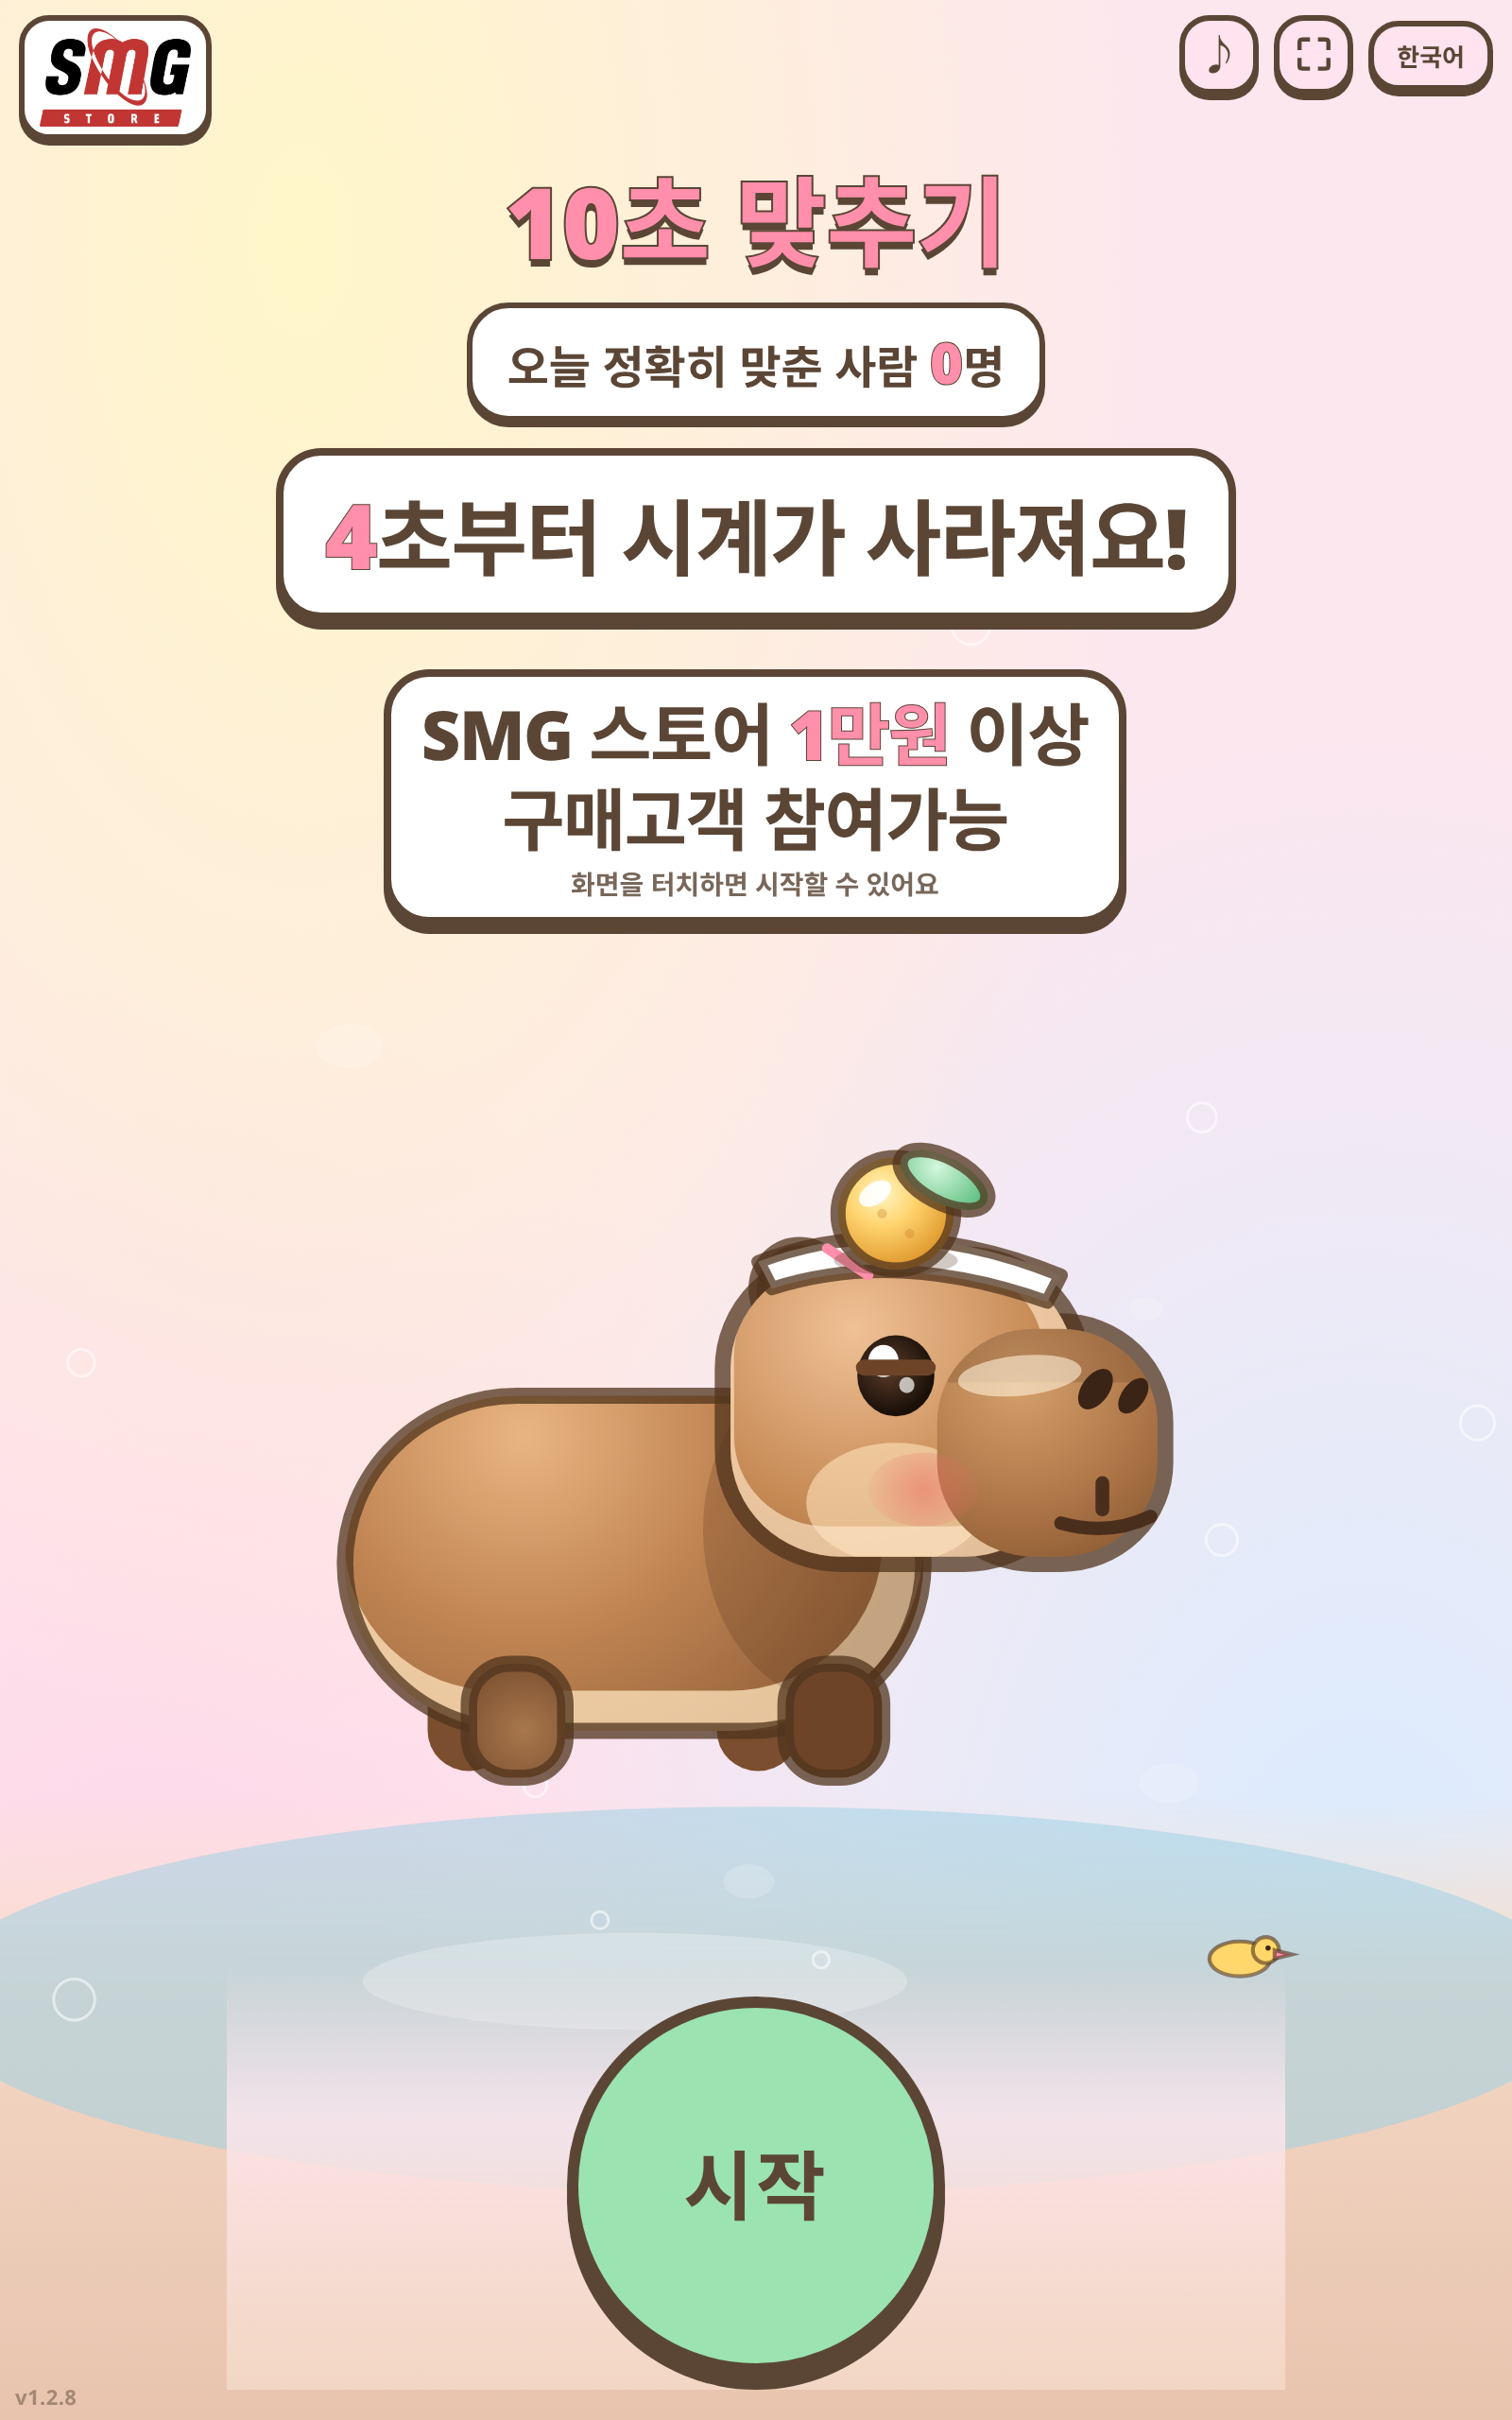 SMG
STORE
♪
한국어
10초 맞추기
오늘 정확히 맞춘 사람 0명
4초부터 시계가 사라져요!
SMG 스토어 1만원 이상
구매고객 참여가능
화면을 터치하면 시작할 수 있어요
시작
v1.2.8